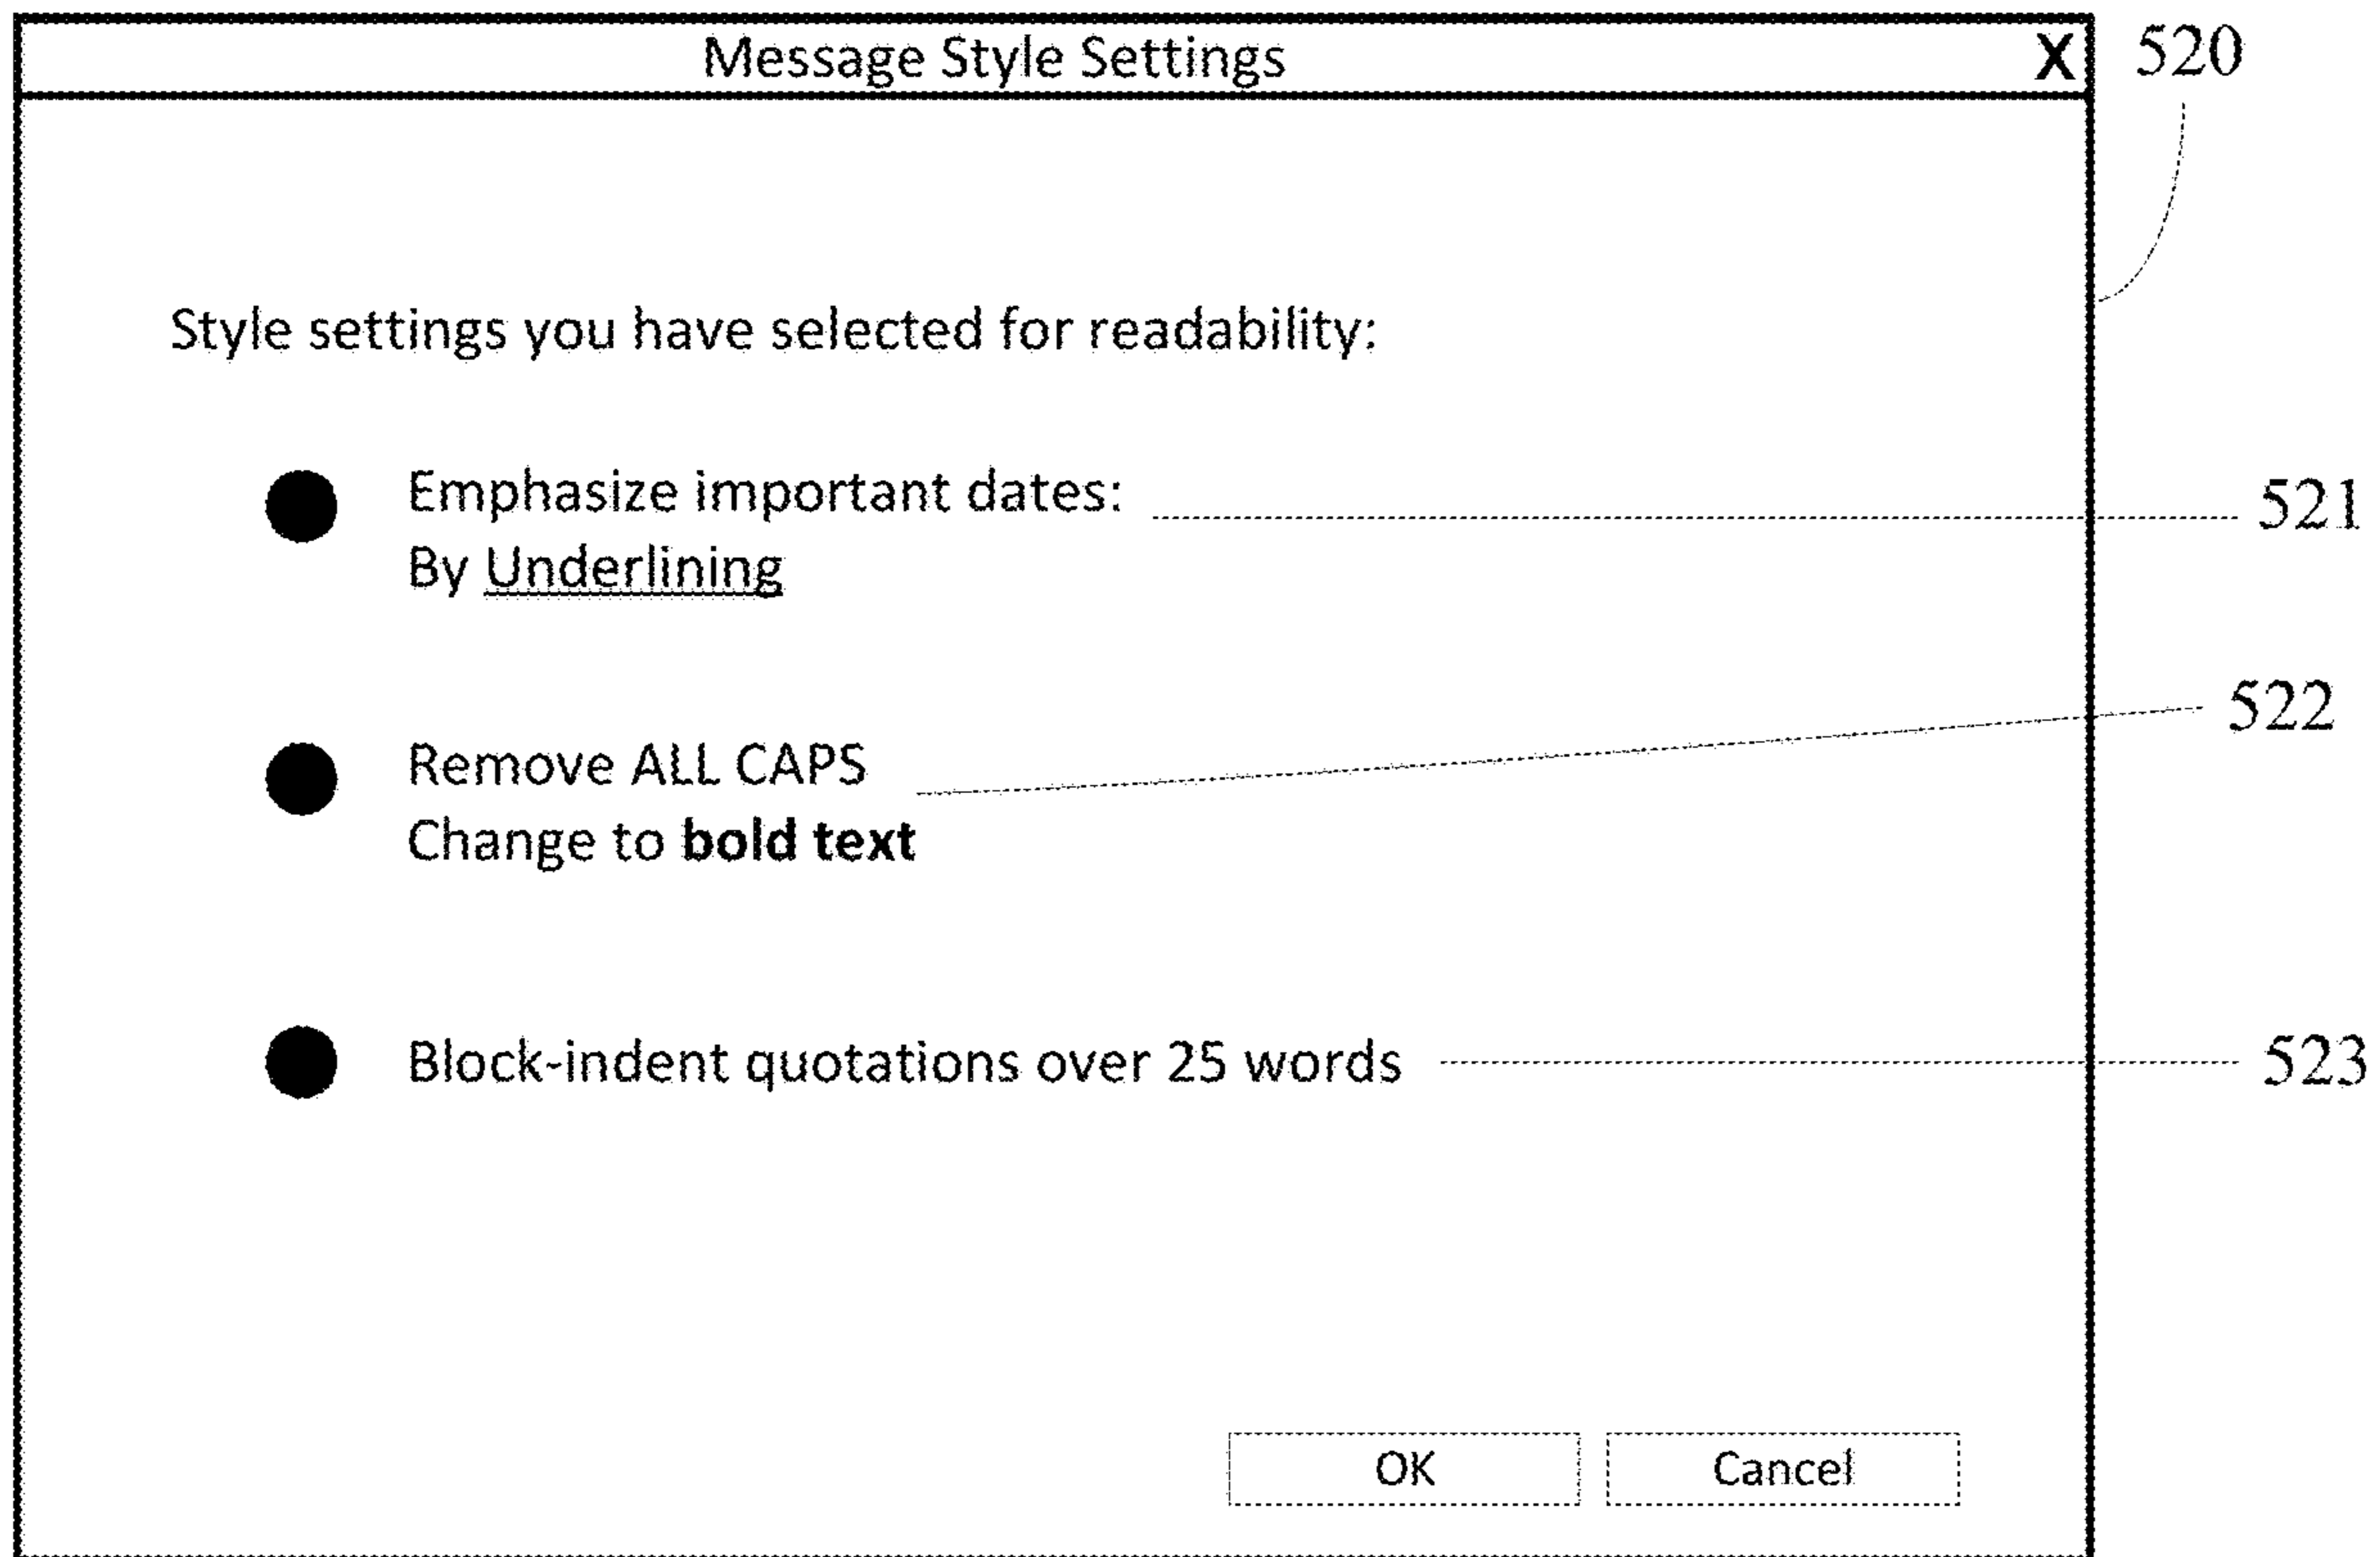 Message Style Settings X 520
Style settings you have selected for readability:
Emphasize important dates: 521
By Underlining
522
Remove ALL CAPS
Change to bold text
Block-indent quotations over 25 words 523
OK Cancel